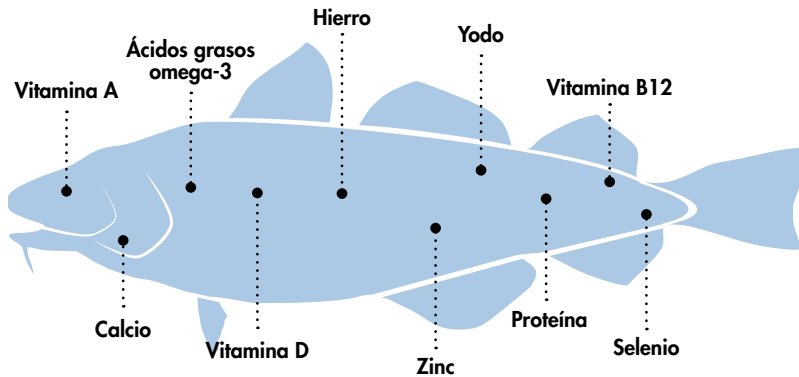 Hierro
Yodo
Ácidos grasos
omega-3
Vitamina A
Vitamina B12
Calcio
Vitamina D
Zinc
Proteína
Selenio